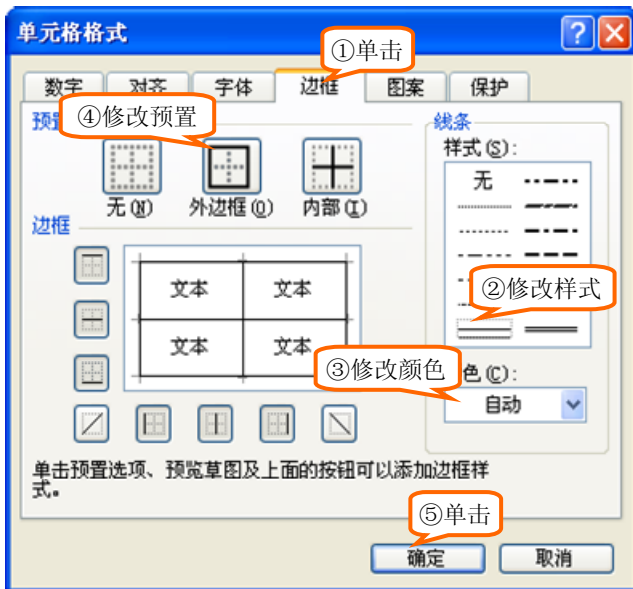 单元格格式
①单击
数字 对齐 字体 边框 图案 保护
④修改预置
预置
线条
样式(S):
无
无(N) 外边框(O) 内部(I)
边框
文本 文本
文本 文本
②修改样式
③修改颜色
色(C):
自动
单击预置选项、预览草图及上面的按钮可以添加边框样
式。
⑤单击
确定 取消